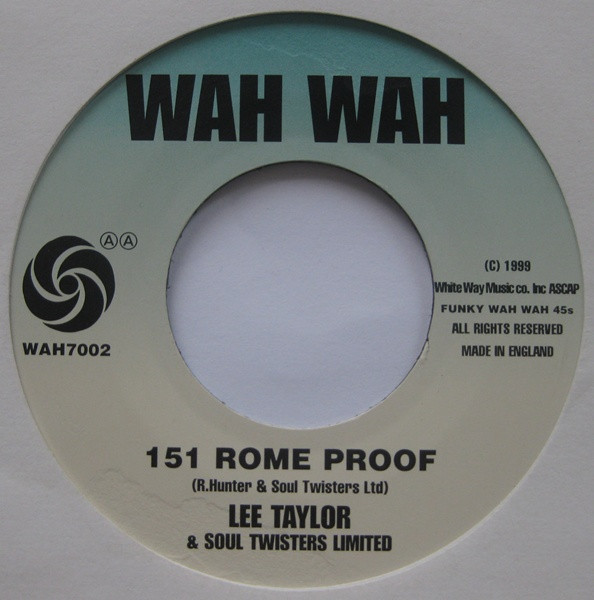 WAH WAH
AA
WAH7002
(C) 1999
White Way Music co. Inc ASCAP
FUNKY WAH WAH 45s
ALL RIGHTS RESERVED
MADE IN ENGLAND
151 ROME PROOF
(R.Hunter & Soul Twisters Ltd)
LEE TAYLOR
& SOUL TWISTERS LIMITED